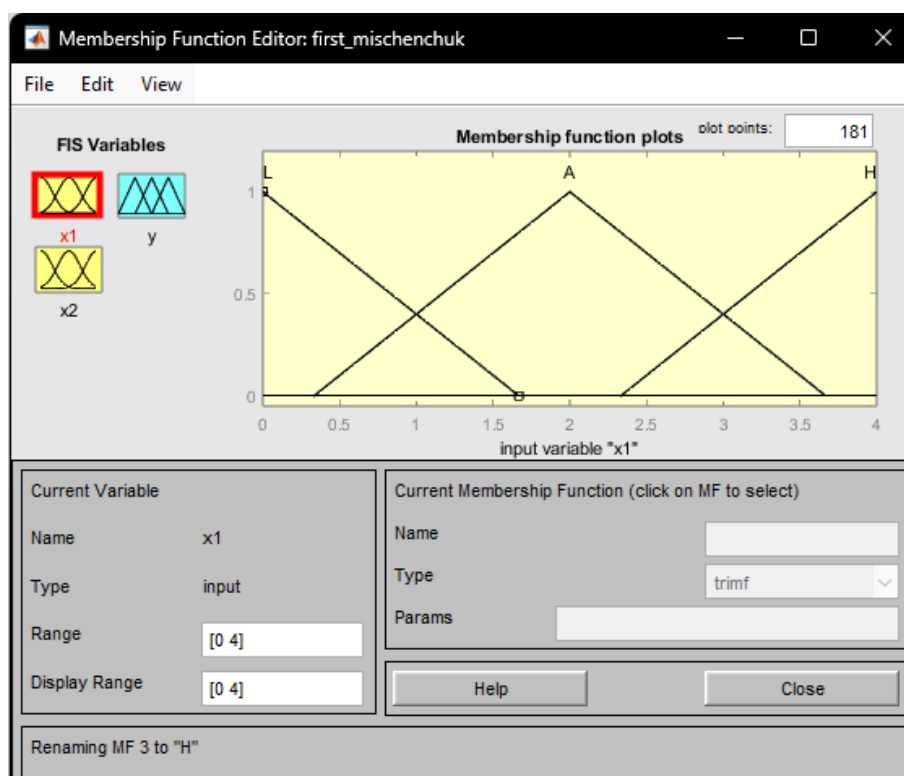 Membership Function Editor: first_mischenchuk
File Edit View
FIS Variables
x1
y
x2
Membership function plots
plot points:
181
L
A
H
1
0.5
0
0 0.5 1 1.5 2 2.5 3 3.5 4
input variable "x1"
Current Variable
Name x1
Type input
Range [0 4]
Display Range [0 4]
Current Membership Function (click on MF to select)
Name
Type trimf
Params
Help Close
Renaming MF 3 to "H"